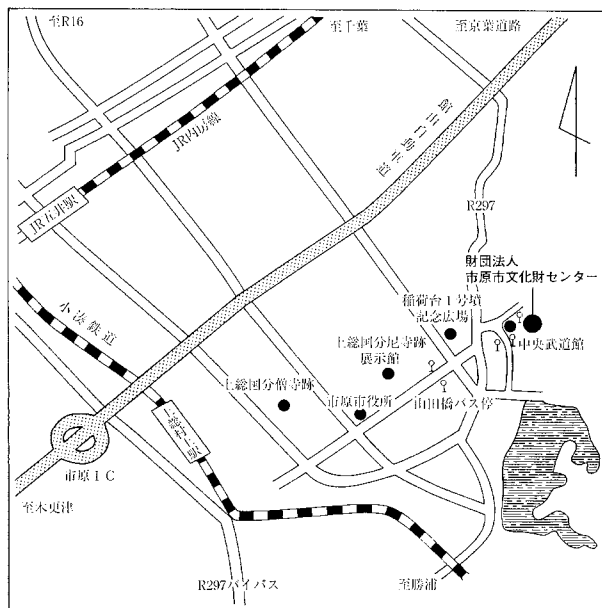 至R16
至千葉
至京葉道路
JR内房線
館山自動車道
JR五井駅
R297
財団法人
市原市文化財センター
小湊鉄道
稲荷台1号墳
記念広場
中央武道館
上総国分尼寺跡
展示館
上総国分僧寺跡
市原市役所
山田橋バス停
上総村上駅
市原IC
至木更津
R297バイパス
至勝浦